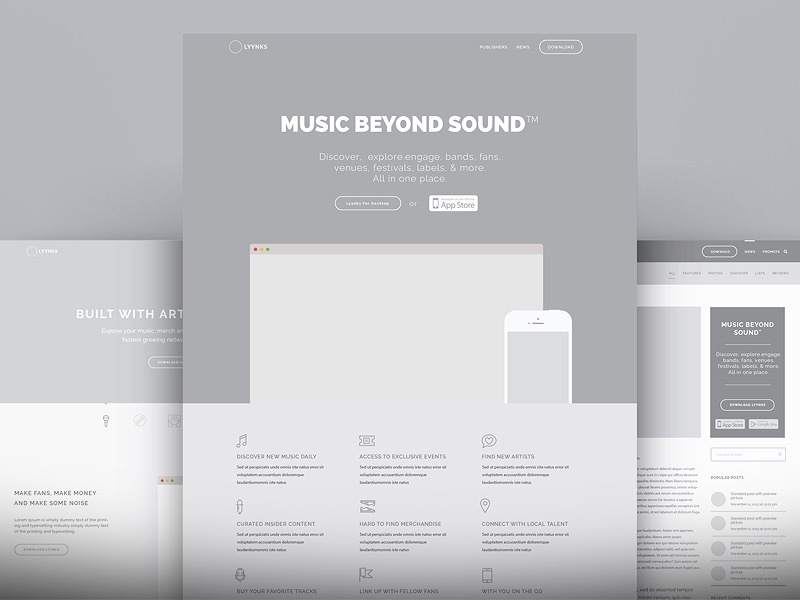 LYYNKS
PUBLISHERS
NEWS
DOWNLOAD
MUSIC BEYOND SOUND™
Discover, explore.engage. bands, fans,
venues, festivals, labels, & more.
All in one place.
Lyynks For Desktop
or
App Store
DISCOVER NEW MUSIC DAILY
Sed ut perspiciatis unde omnis iste natus error sit
voluptatem accusantium doloremque
laudantiumomnis iste natus
ACCESS TO EXCLUSIVE EVENTS
Sed ut perspiciatis unde omnis iste natus error sit
voluptatem accusantium doloremque
laudantiumomnis iste natus
FIND NEW ARTISTS
Sed ut perspiciatis unde omnis iste natus error sit
voluptatem accusantium doloremque
laudantiumomnis iste natus
CURATED INSIDER CONTENT
Sed ut perspiciatis unde omnis iste natus error sit
voluptatem accusantium doloremque
laudantiumomnis iste natus
HARD TO FIND MERCHANDISE
Sed ut perspiciatis unde omnis iste natus error sit
voluptatem accusantium doloremque
laudantiumomnis iste natus
CONNECT WITH LOCAL TALENT
Sed ut perspiciatis unde omnis iste natus error sit
voluptatem accusantium doloremque
laudantiumomnis iste natus
BUY YOUR FAVORITE TRACKS
LINK UP WITH FELLOW FANS
WITH YOU ON THE GO
LYYNKS
BUILT WITH ART
Expose your music, merch an
fastest growing netw
DOWNLOAD L
MAKE FANS, MAKE MONEY
AND MAKE SOME NOISE
Lorem Ipsum is simply dummy text of the print-
ing and typesetting industry simply dummy text
of the printing and typesetting.
DOWNLOAD LYYNKS
DOWNLOAD
NEWS
PROMOTE
ALL
FEATURES
PHOTOS
DISCOVER
LISTS
REVIEWS
MUSIC BEYOND
SOUND™
Discover, explore.engage.
bands, fans, venues,
festivals, labels, & more.
All in one place.
DOWNLOAD LYYNKS
App Store
Google play
POPULAR POSTS
Standard post with preview
picture
Standard post with preview
picture
Standard post with preview
picture
Standard post with preview
picture
RECENT COMMENTS